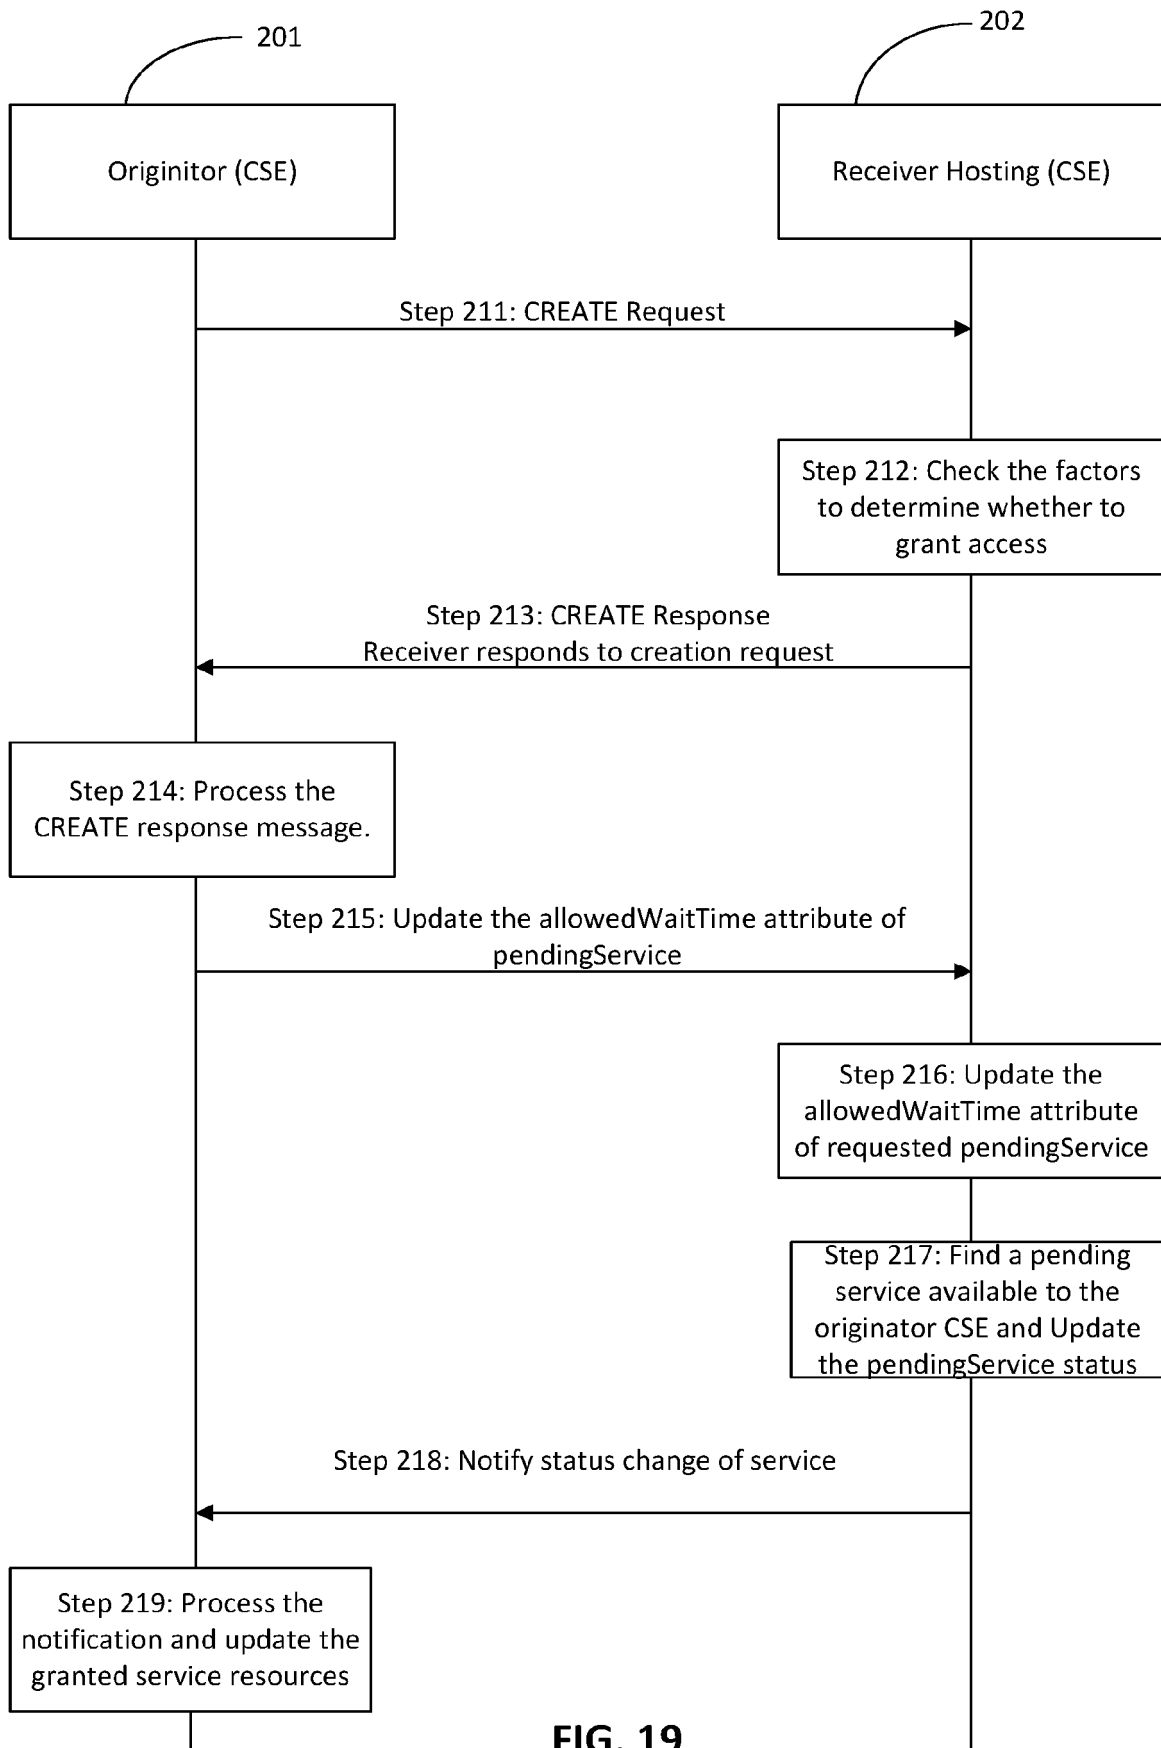 201
202
Originitor (CSE)
Receiver Hosting (CSE)
Step 211: CREATE Request
Step 212: Check the factors
to determine whether to
grant access
Step 213: CREATE Response
Receiver responds to creation request
Step 214: Process the
CREATE response message.
Step 215: Update the allowedWaitTime attribute of
pendingService
Step 216: Update the
allowedWaitTime attribute
of requested pendingService
Step 217: Find a pending
service available to the
originator CSE and Update
the pendingService status
Step 218: Notify status change of service
Step 219: Process the
notification and update the
granted service resources
FIG. 19